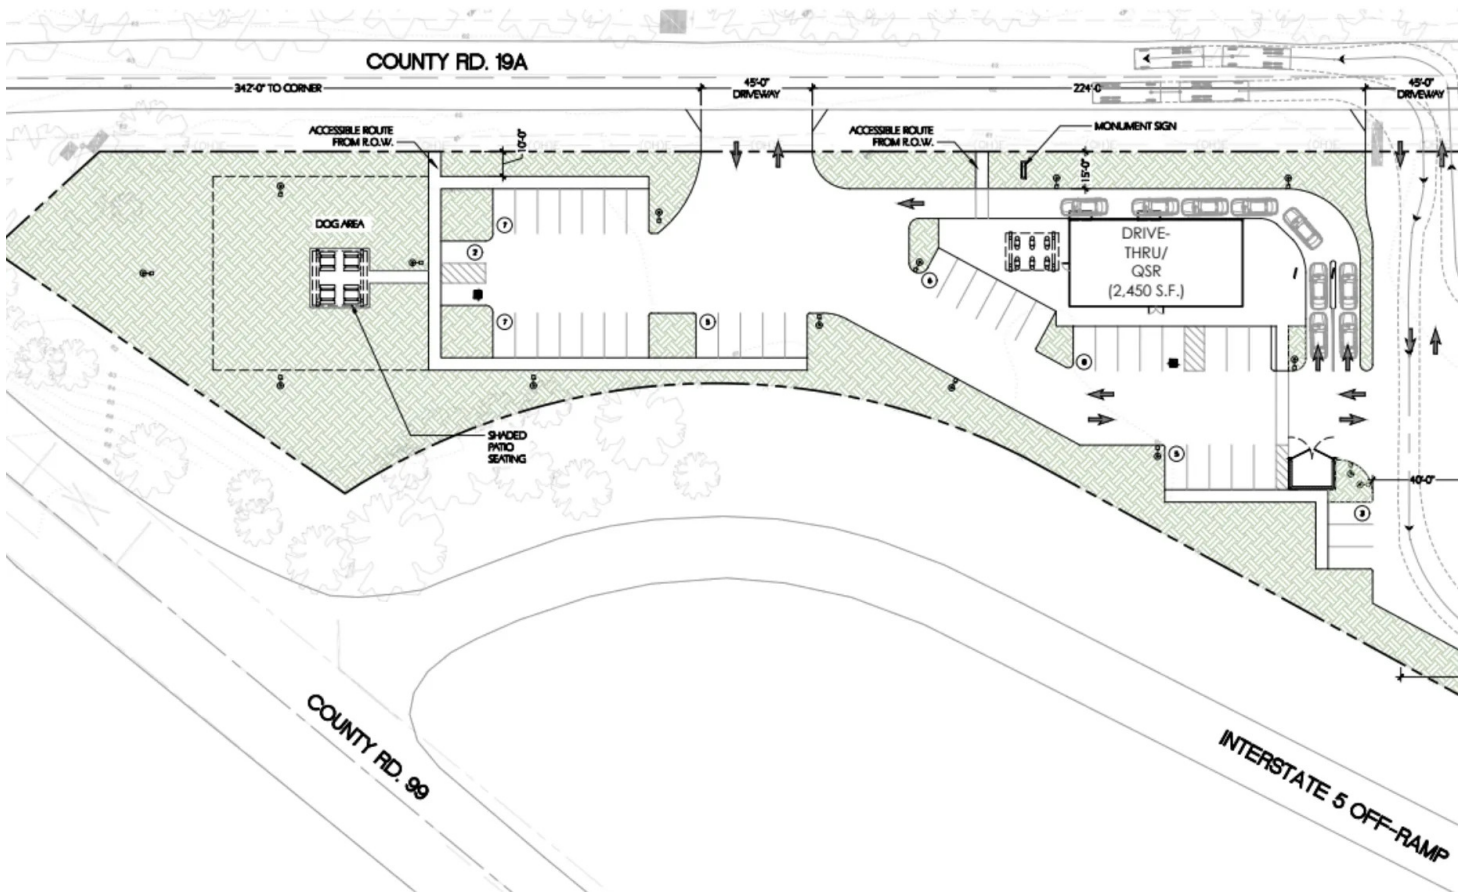 COUNTY RD. 19A
342'-0" TO CORNER
45'-0"
DRIVEWAY
224'-0
45'-0"
DRIVEWAY
ACCESSIBLE ROUTE
FROM R.O.W.
10'-0"
ACCESSIBLE ROUTE
FROM R.O.W.
MONUMENT SIGN
15'-0"
DOG AREA
7
2
7
5
6
DRIVE-
THRU/
QSR
(2,450 S.F.)
SHADED
PATIO
SEATING
5
40'-0"
3
COUNTY RD. 99
INTERSTATE 5 OFF-RAMP